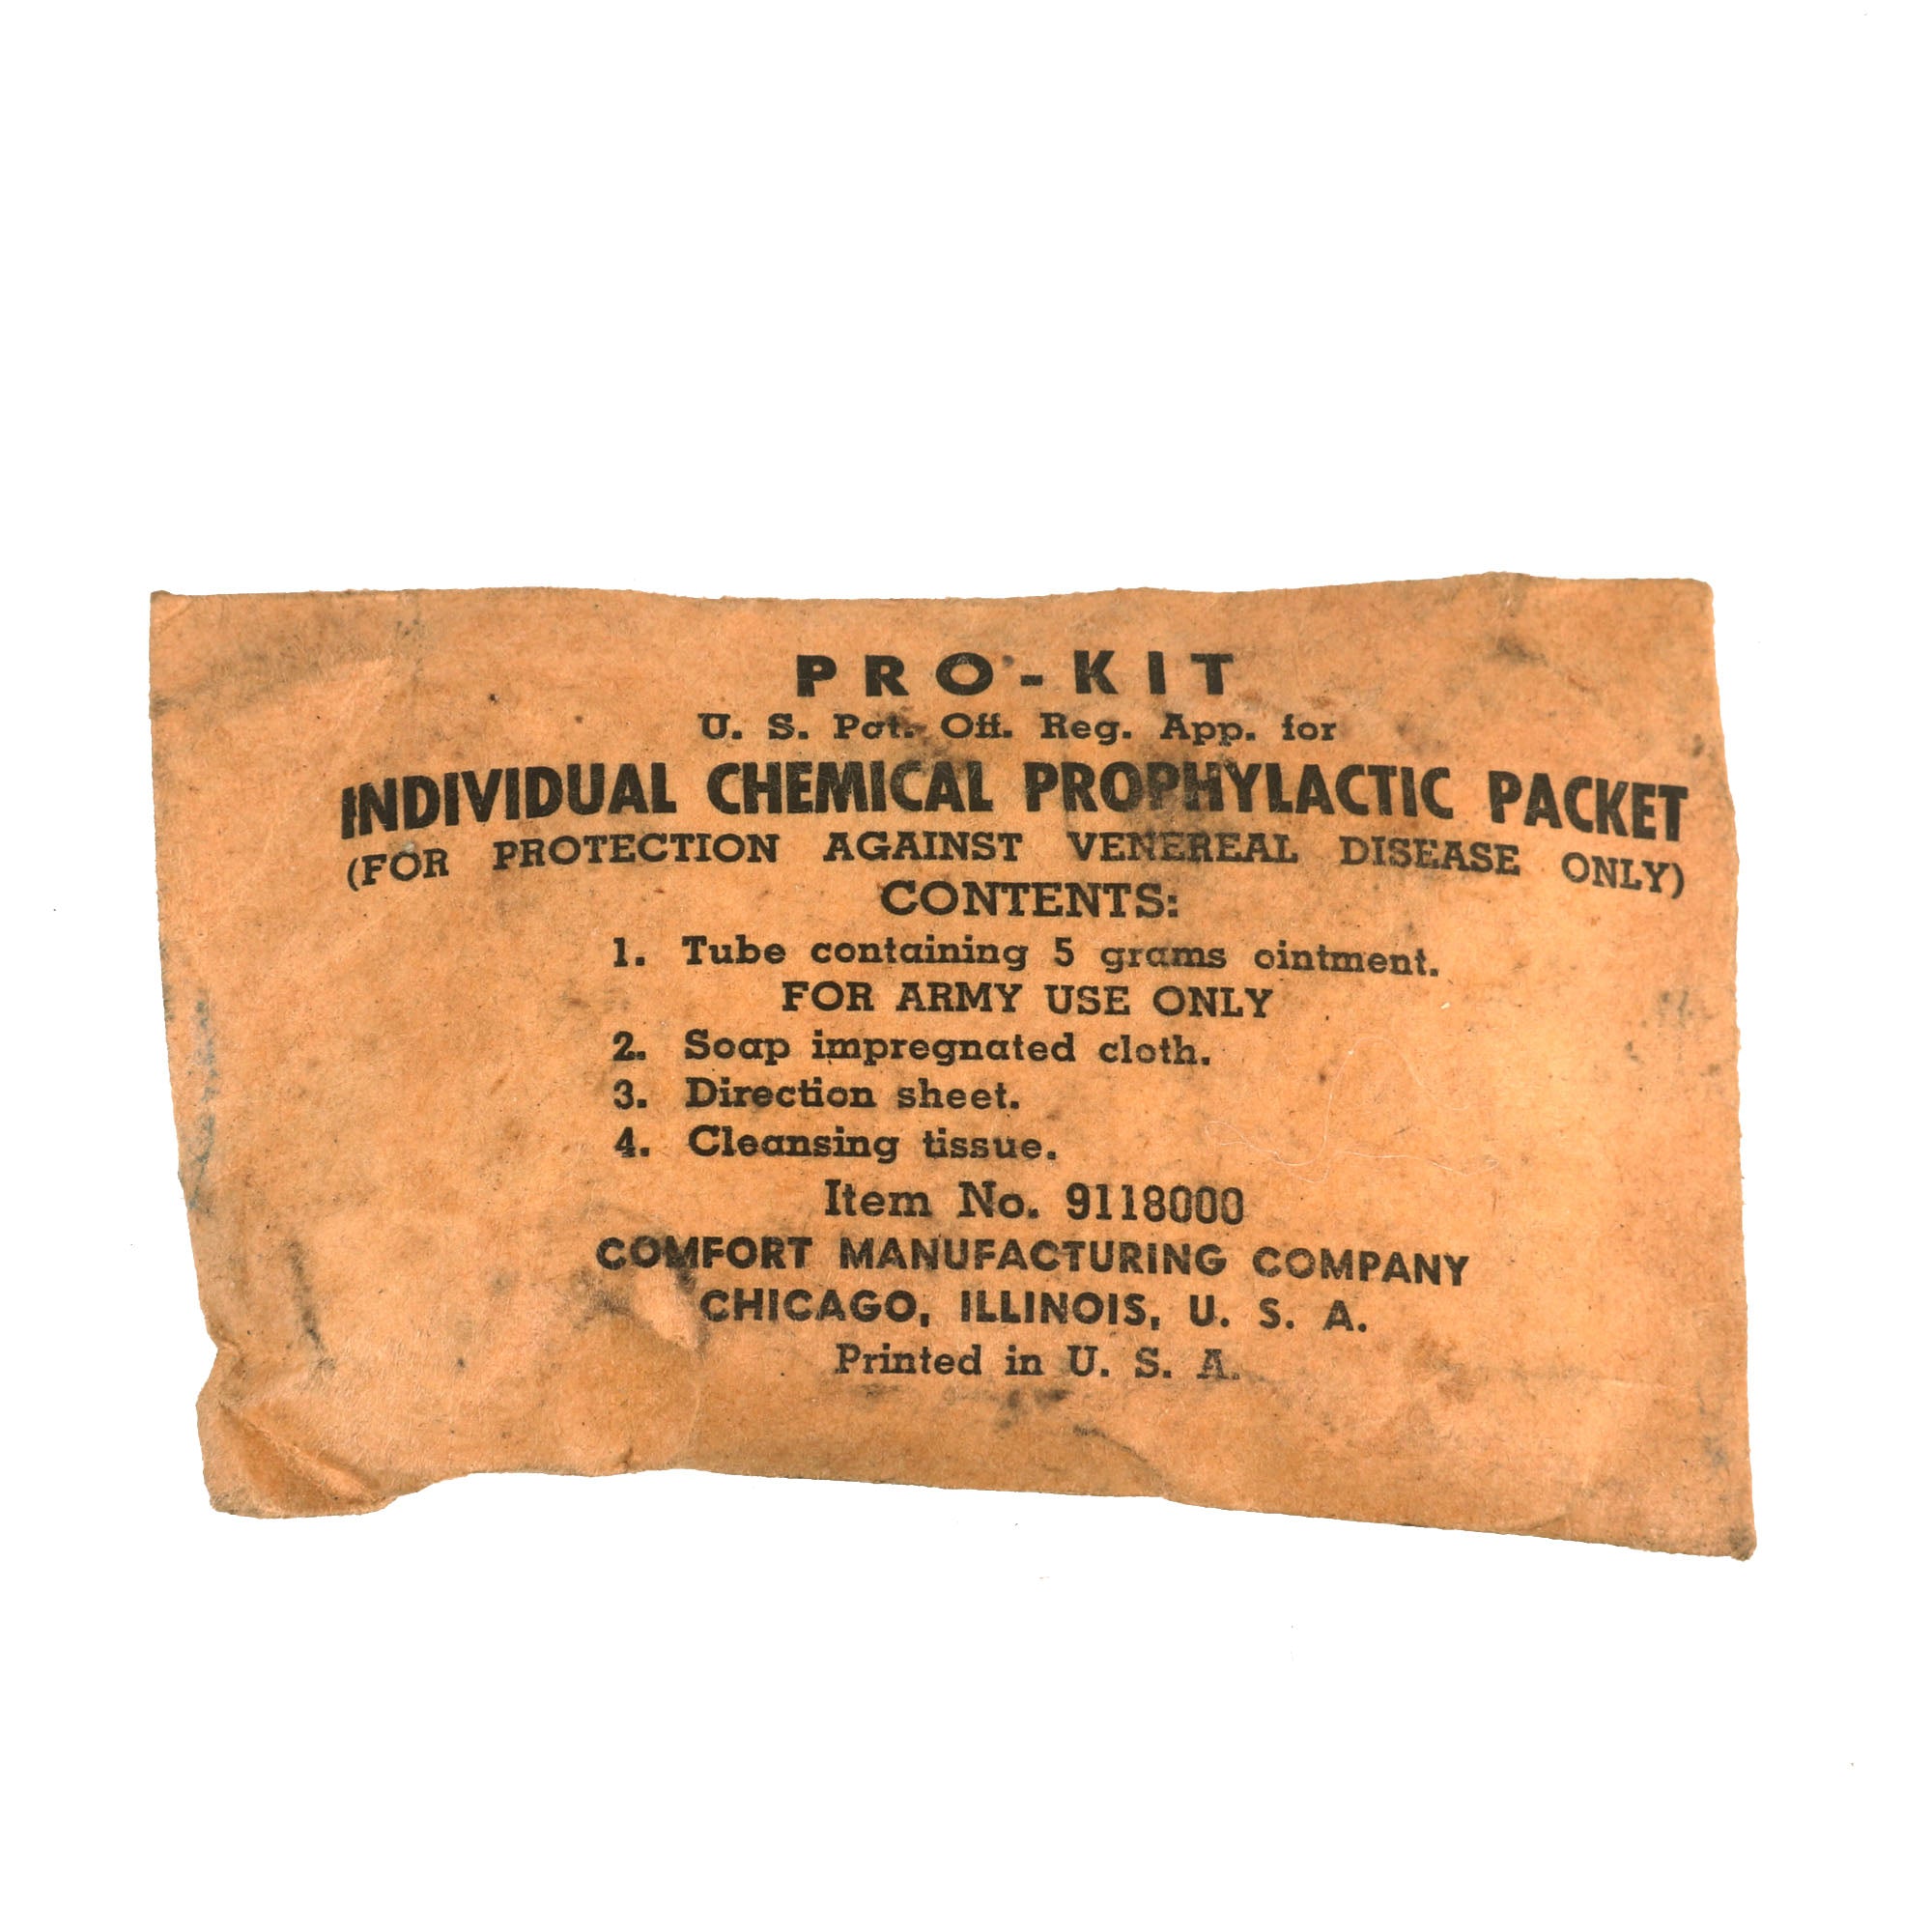 PRO-KIT
U. S. Pat. Off. Reg. App. for
INDIVIDUAL CHEMICAL PROPHYLACTIC PACKET
(FOR PROTECTION AGAINST VENEREAL DISEASE ONLY)
CONTENTS:
1. Tube containing 5 grams ointment.
FOR ARMY USE ONLY
2. Soap impregnated cloth.
3. Direction sheet.
4. Cleansing tissue.
Item No. 9118000
COMFORT MANUFACTURING COMPANY
CHICAGO, ILLINOIS, U. S. A.
Printed in U. S. A.